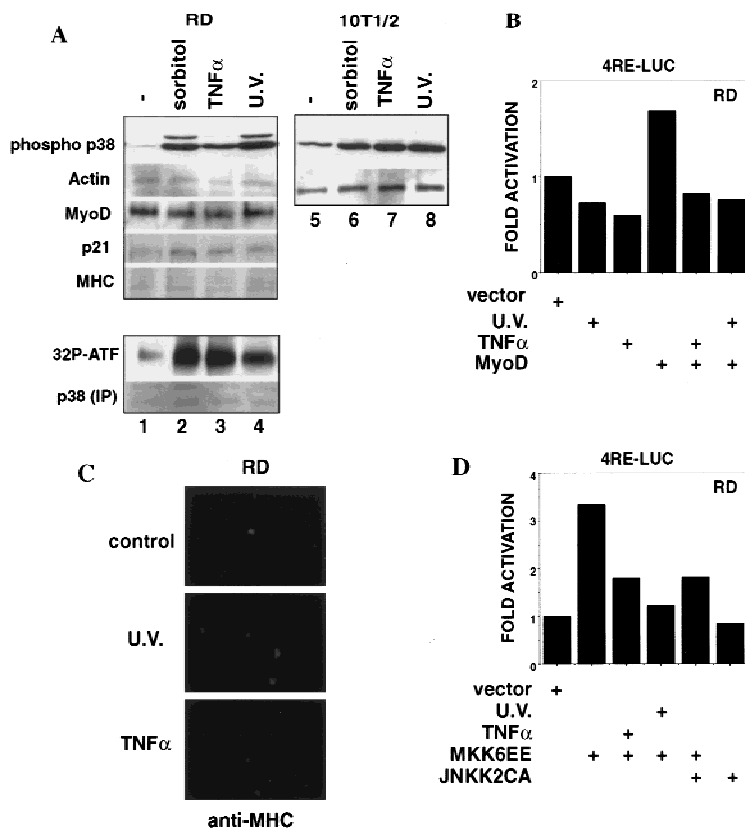 A
RD
10T1/2
- sorbitol TNFα U.V.
- sorbitol TNFα U.V.
phospho p38
Actin
MyoD
p21
MHC
5 6 7 8
32P-ATF
p38 (IP)
1 2 3 4
B
4RE-LUC
RD
FOLD ACTIVATION
2
1
0
vector +
U.V. + +
TNFα + +
MyoD + + +
C
RD
control
U.V.
TNFα
anti-MHC
D
4RE-LUC
RD
FOLD ACTIVATION
4
3
2
1
0
vector +
U.V. +
TNFα +
MKK6EE + + + +
JNKK2CA + +